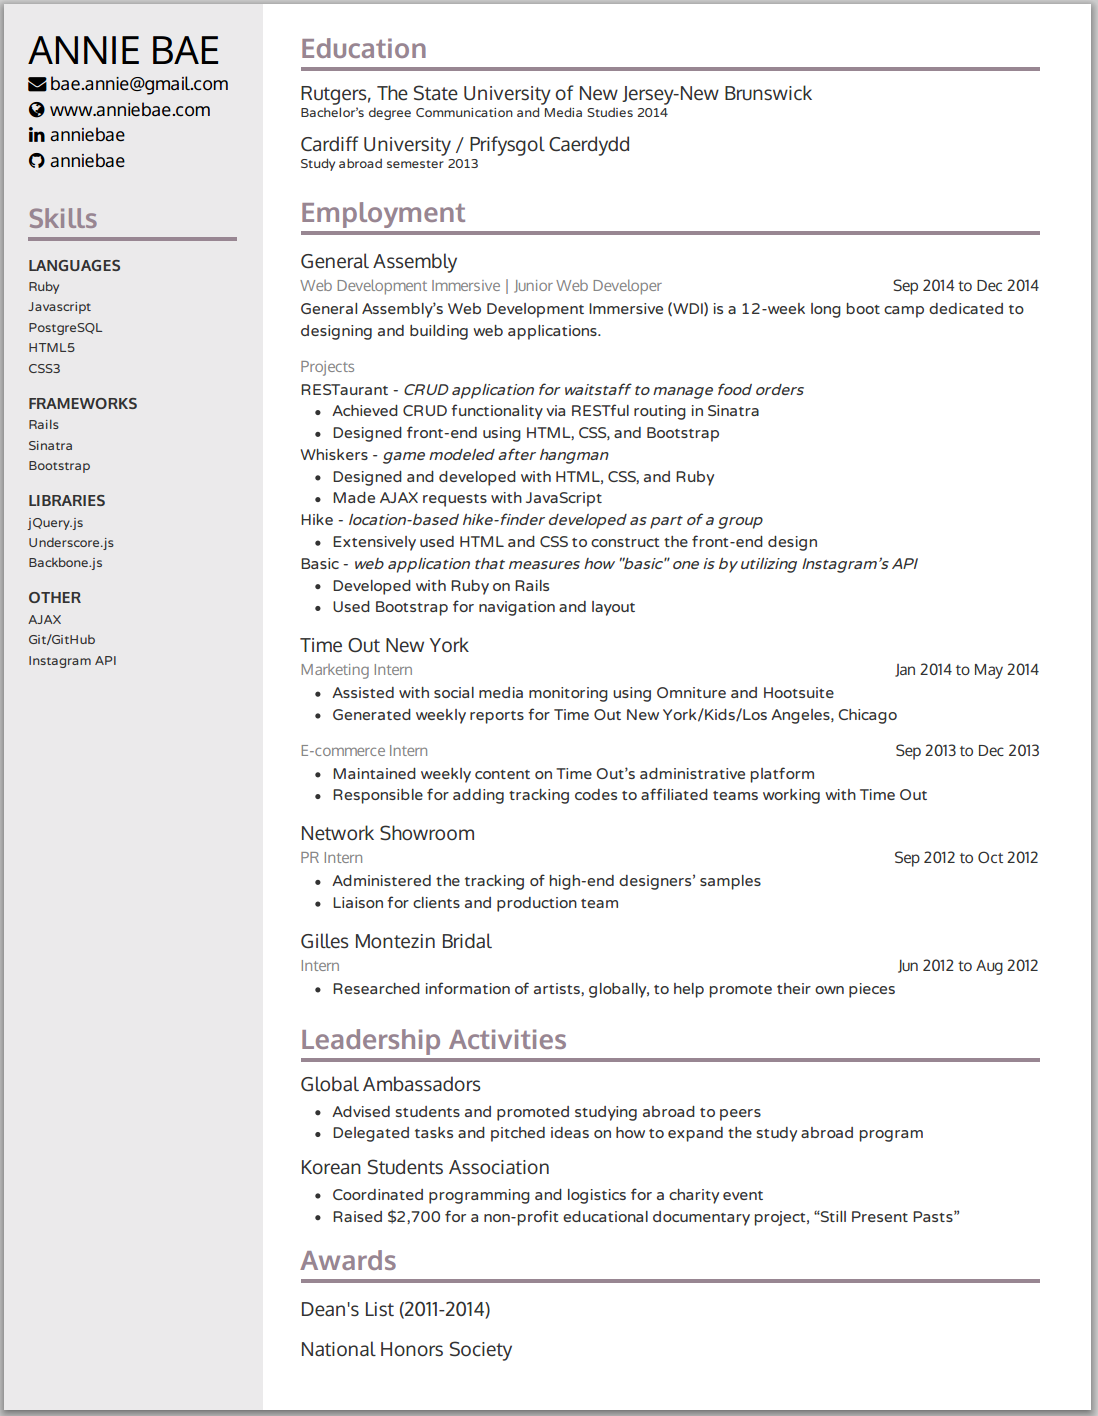 ANNIE BAE
bae.annie@gmail.com
www.anniebae.com
anniebae
anniebae
Skills
LANGUAGES
Ruby
Javascript
PostgreSQL
HTML5
CSS3
FRAMEWORKS
Rails
Sinatra
Bootstrap
LIBRARIES
jQuery.js
Underscore.js
Backbone.js
OTHER
AJAX
Git/GitHub
Instagram API
Education
Rutgers, The State University of New Jersey-New Brunswick
Bachelor's degree Communication and Media Studies 2014
Cardiff University / Prifysgol Caerdydd
Study abroad semester 2013
Employment
General Assembly
Web Development Immersive | Junior Web Developer Sep 2014 to Dec 2014
General Assembly's Web Development Immersive (WDI) is a 12-week long boot camp dedicated to
designing and building web applications.
Projects
RESTaurant - CRUD application for waitstaff to manage food orders
• Achieved CRUD functionality via RESTful routing in Sinatra
• Designed front-end using HTML, CSS, and Bootstrap
Whiskers - game modeled after hangman
• Designed and developed with HTML, CSS, and Ruby
• Made AJAX requests with JavaScript
Hike - location-based hike-finder developed as part of a group
• Extensively used HTML and CSS to construct the front-end design
Basic - web application that measures how "basic" one is by utilizing Instagram's API
• Developed with Ruby on Rails
• Used Bootstrap for navigation and layout
Time Out New York
Marketing Intern Jan 2014 to May 2014
• Assisted with social media monitoring using Omniture and Hootsuite
• Generated weekly reports for Time Out New York/Kids/Los Angeles, Chicago
E-commerce Intern Sep 2013 to Dec 2013
• Maintained weekly content on Time Out's administrative platform
• Responsible for adding tracking codes to affiliated teams working with Time Out
Network Showroom
PR Intern Sep 2012 to Oct 2012
• Administered the tracking of high-end designers' samples
• Liaison for clients and production team
Gilles Montezin Bridal
Intern Jun 2012 to Aug 2012
• Researched information of artists, globally, to help promote their own pieces
Leadership Activities
Global Ambassadors
• Advised students and promoted studying abroad to peers
• Delegated tasks and pitched ideas on how to expand the study abroad program
Korean Students Association
• Coordinated programming and logistics for a charity event
• Raised $2,700 for a non-profit educational documentary project, “Still Present Pasts”
Awards
Dean's List (2011-2014)
National Honors Society